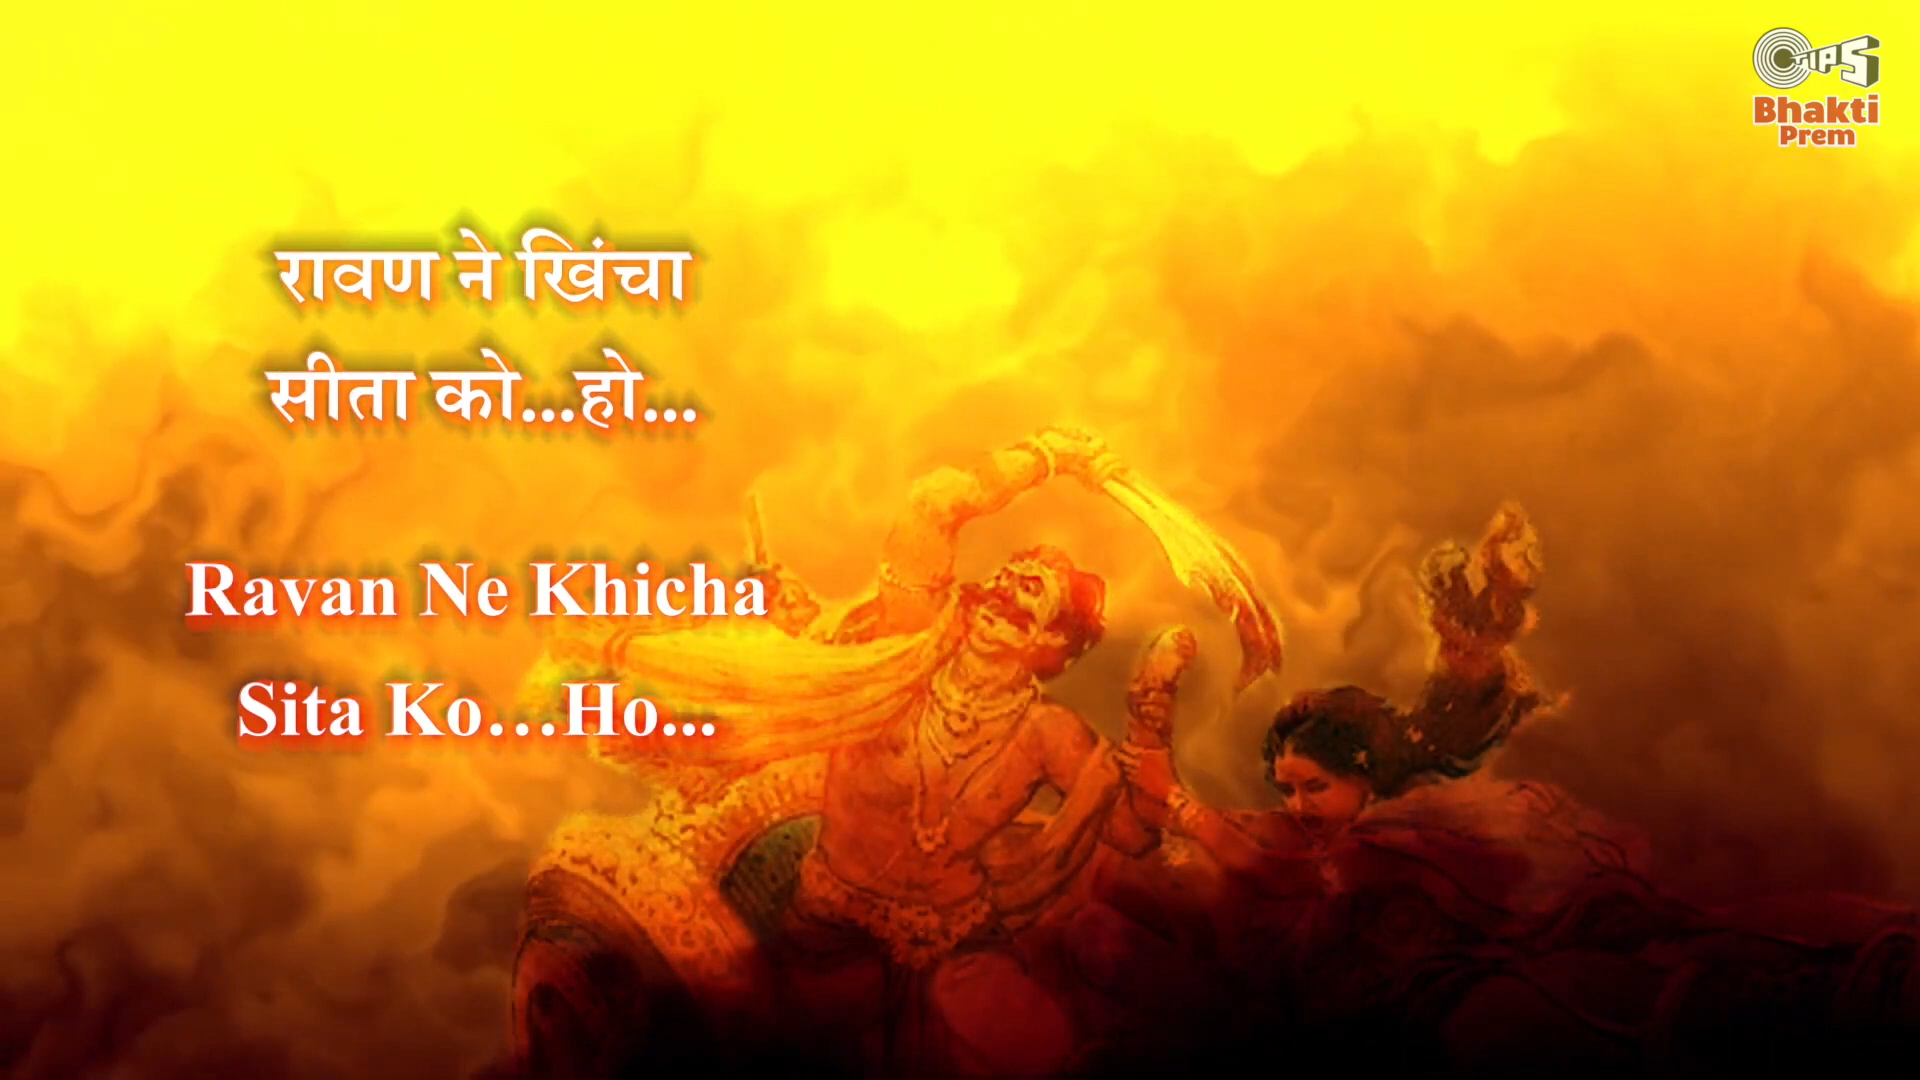 TIPS
Bhakti
Prem
रावण ने खिंचा
सीता को...हो...
Ravan Ne Khicha
Sita Ko...Ho...